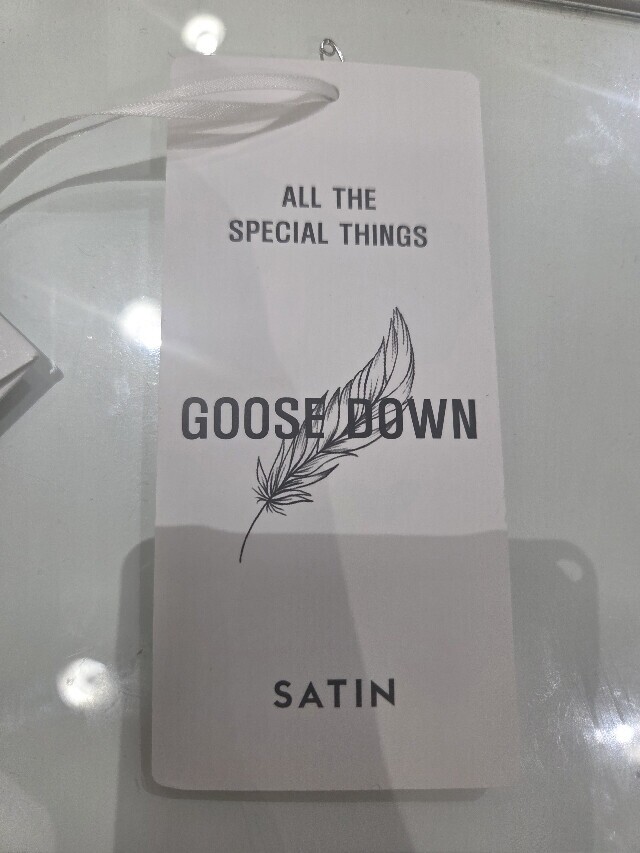 ALL THE
SPECIAL THINGS
GOOSE DOWN
SATIN